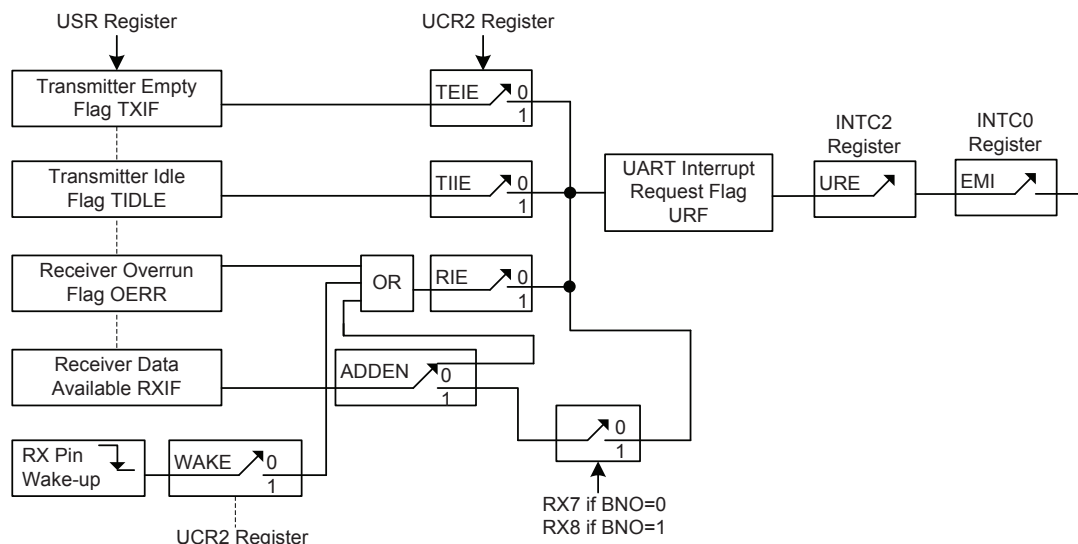 USR Register
UCR2 Register
Transmitter Empty
Flag TXIF
TEIE
0
1
INTC2
Register
INTC0
Register
Transmitter Idle
Flag TIDLE
TIIE
0
1
UART Interrupt
Request Flag
URF
URE
EMI
Receiver Overrun
Flag OERR
OR
RIE
0
1
Receiver Data
Available RXIF
ADDEN
0
1
0
1
RX Pin
Wake-up
WAKE
0
1
RX7 if BNO=0
RX8 if BNO=1
UCR2 Register